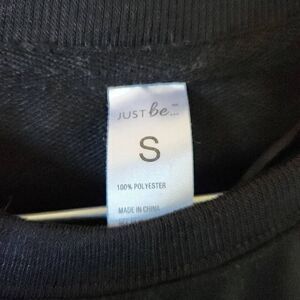 JUST be...
S
100% POLYESTER
MADE IN CHINA